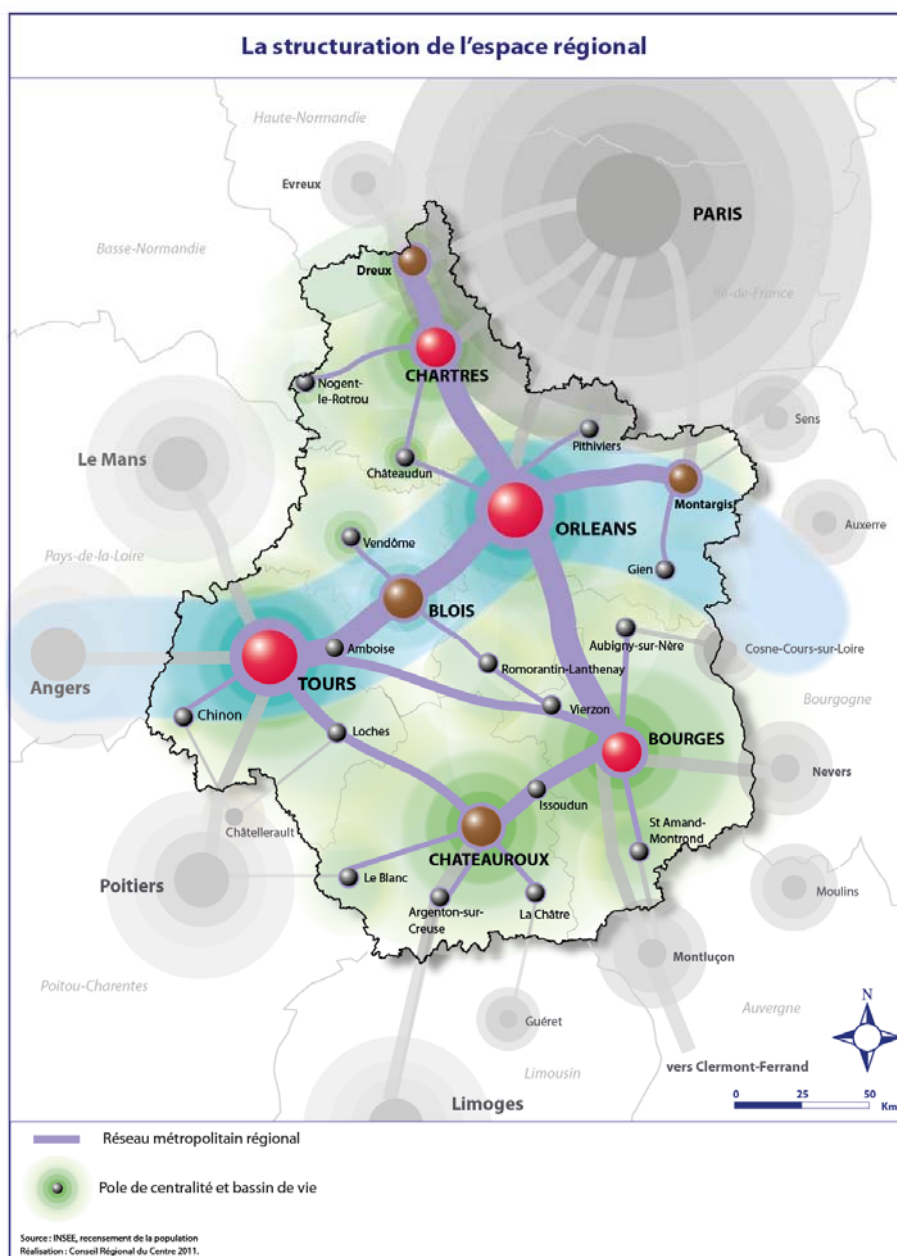 La structuration de l'espace régional
Haute-Normandie
Evreux
PARIS
Basse-Normandie
Dreux
Ile-de-France
CHARTRES
Nogent-
le-Rotrou
Sens
Pithiviers
Le Mans
Châteaudun
Montargis
ORLEANS
Auxerre
Pays-de-la-Loire
Vendôme
Gien
BLOIS
Amboise
Aubigny-sur-Nère
Cosne-Cours-sur-Loire
Romorantin-Lanthenay
Angers
TOURS
Bourgogne
Chinon
Vierzon
Loches
BOURGES
Nevers
Issoudun
St Amand-
Montrond
Châtellerault
CHATEAUROUX
Poitiers
Le Blanc
Argenton-sur-
Creuse
La Châtre
Moulins
Montluçon
Poitou-Charentes
Auvergne
N
Guéret
Limousin
vers Clermont-Ferrand
Limoges
0 25 50
Km
Réseau métropolitain régional
Pole de centralité et bassin de vie
Source : INSEE, recensement de la population
Réalisation : Conseil Régional du Centre 2011.